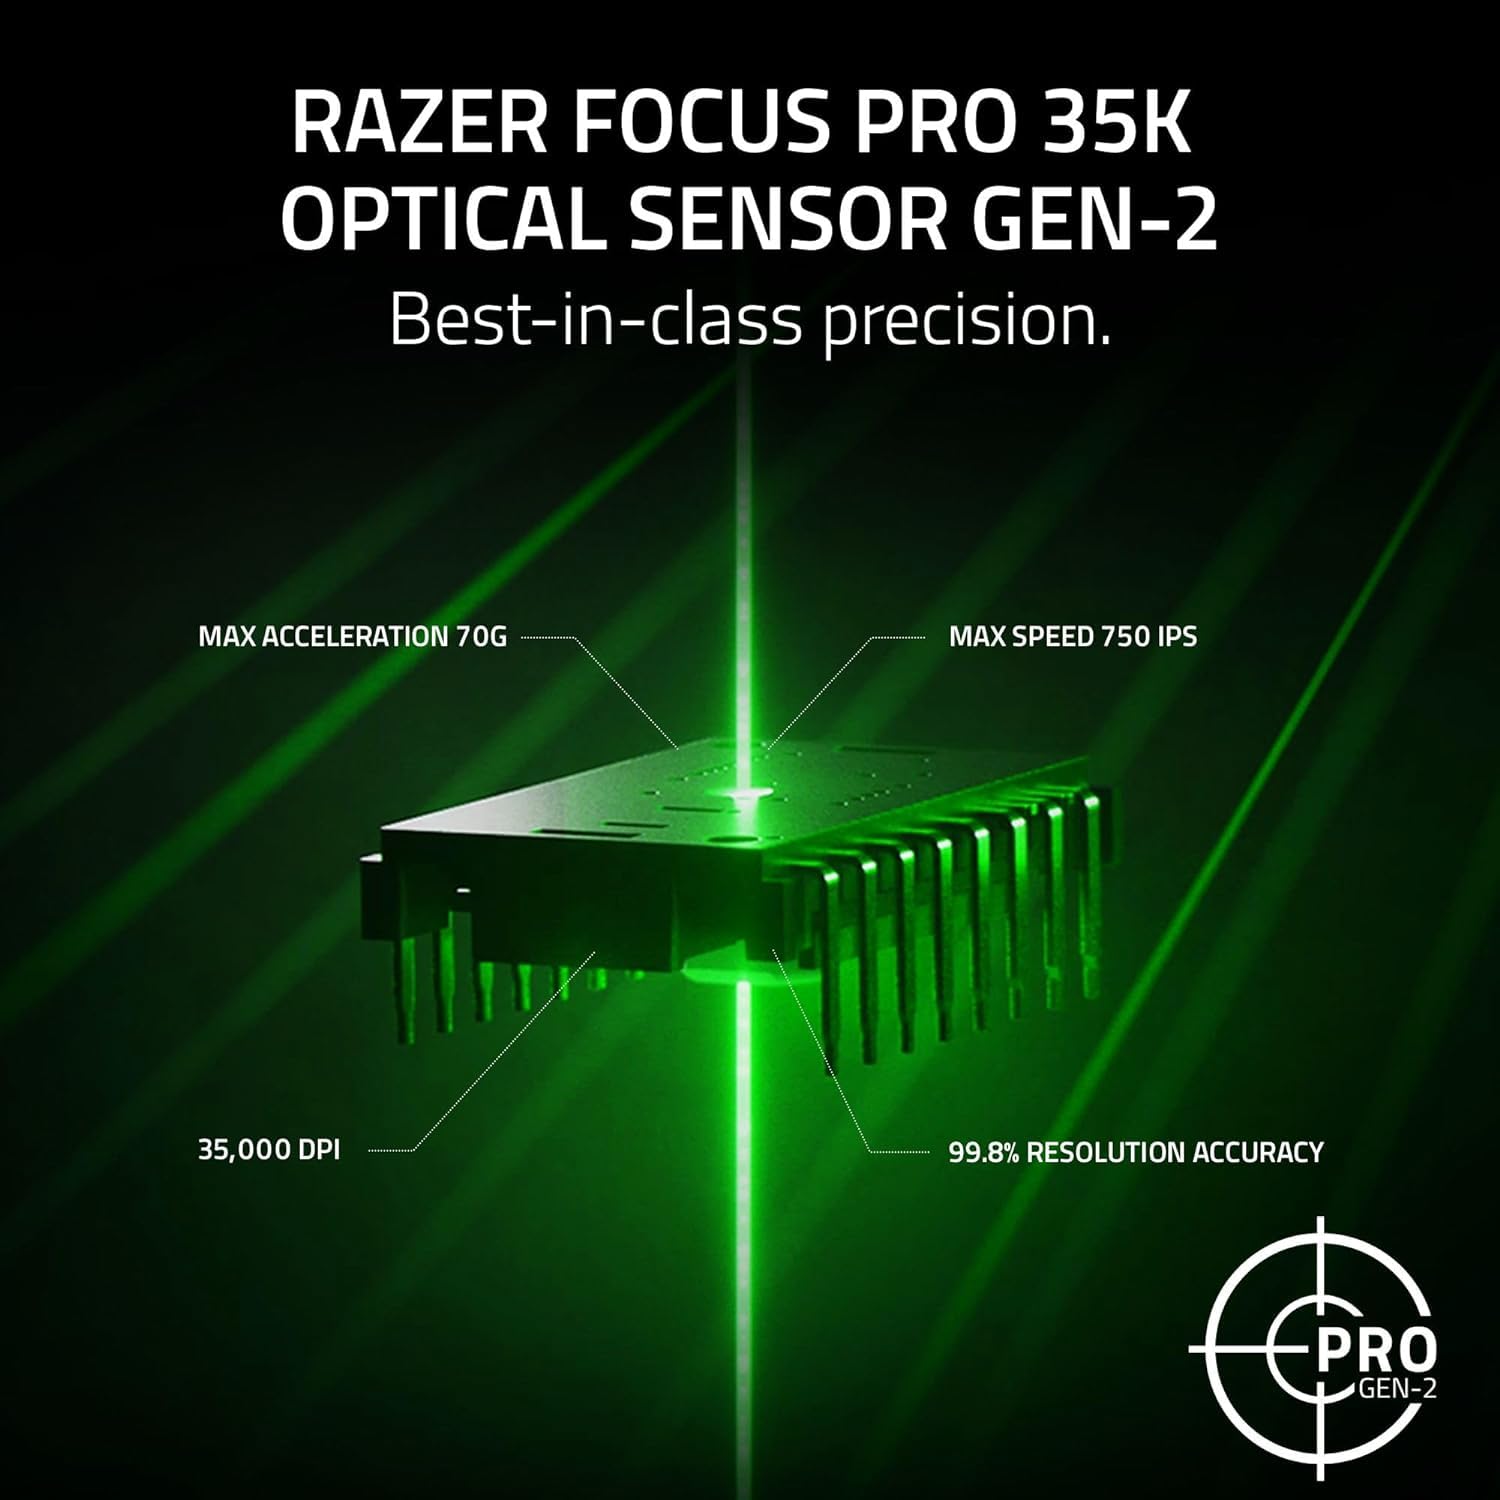 RAZER FOCUS PRO 35K
OPTICAL SENSOR GEN-2
Best-in-class precision.
MAX ACCELERATION 70G
MAX SPEED 750 IPS
35,000 DPI
99.8% RESOLUTION ACCURACY
PRO
GEN-2